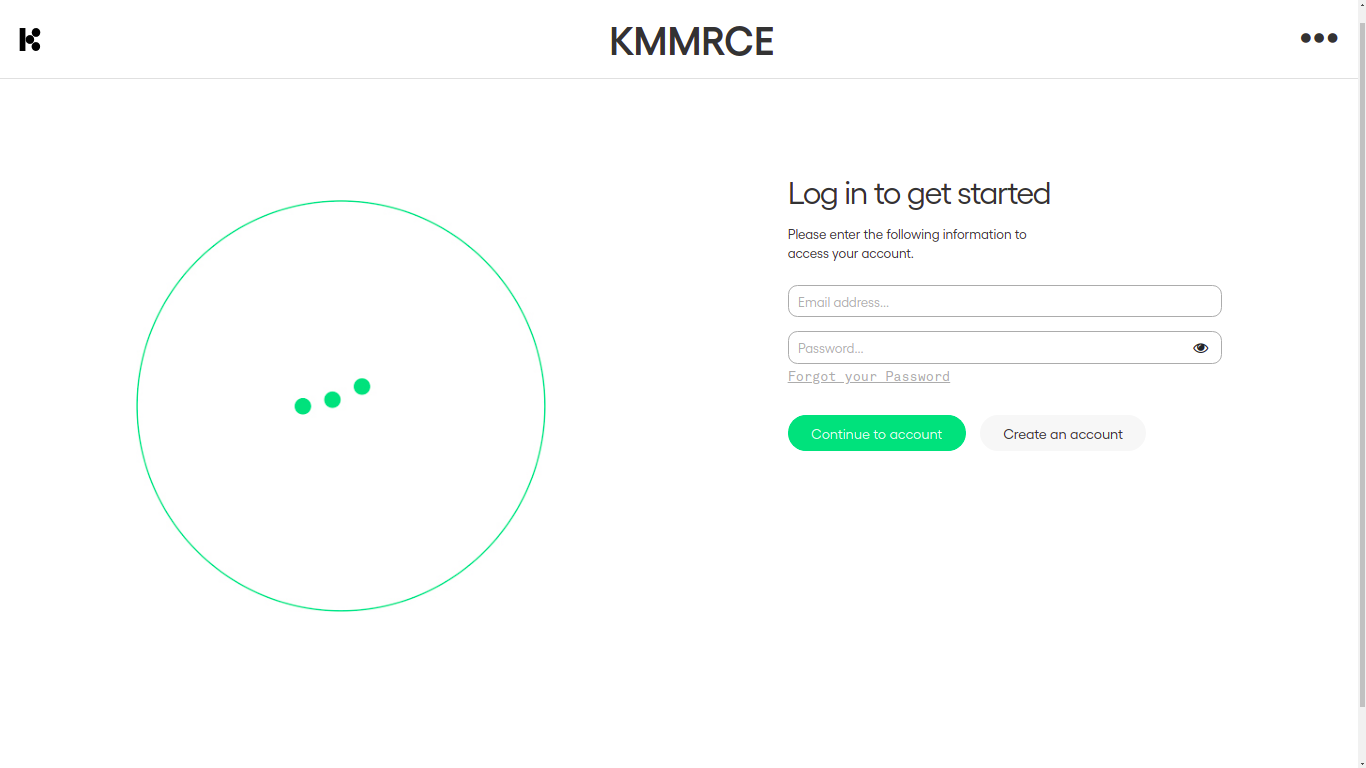 KMMRCE
Log in to get started
Please enter the following information to
access your account.
Email address...
Password...
Forgot your Password
Continue to account
Create an account